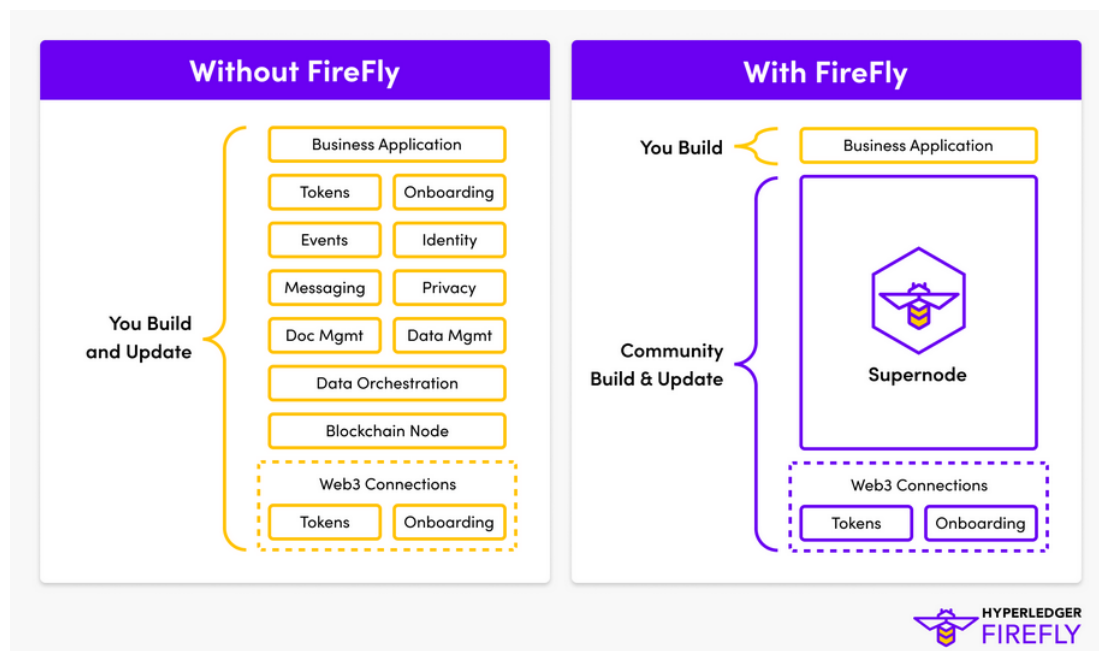 Without FireFly
You Build
and Update
Business Application
Tokens
Onboarding
Events
Identity
Messaging
Privacy
Doc Mgmt
Data Mgmt
Data Orchestration
Blockchain Node
Web3 Connections
Tokens
Onboarding
With FireFly
You Build
Business Application
Community
Build & Update
Supernode
Web3 Connections
Tokens
Onboarding
HYPERLEDGER
FIREFLY